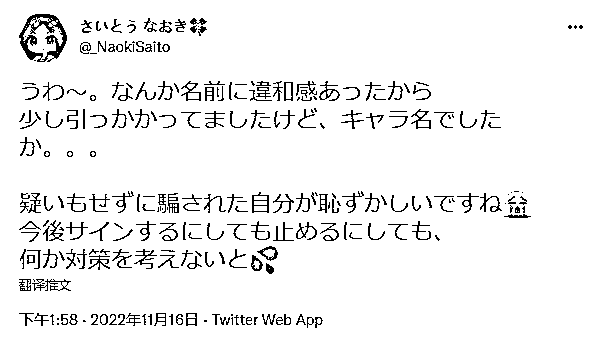 さいとう なおき🍀
@_NaokiSaito
うわ〜。なんか名前に違和感あったから
少し引っかかってましたけど、キャラ名でした
か。。。
疑いもせずに騙された自分が恥ずかしいですね
今後サインするにしても止めるにしても、
何か対策を考えないと💦
翻译推文
下午1:58 · 2022年11月16日 · Twitter Web App